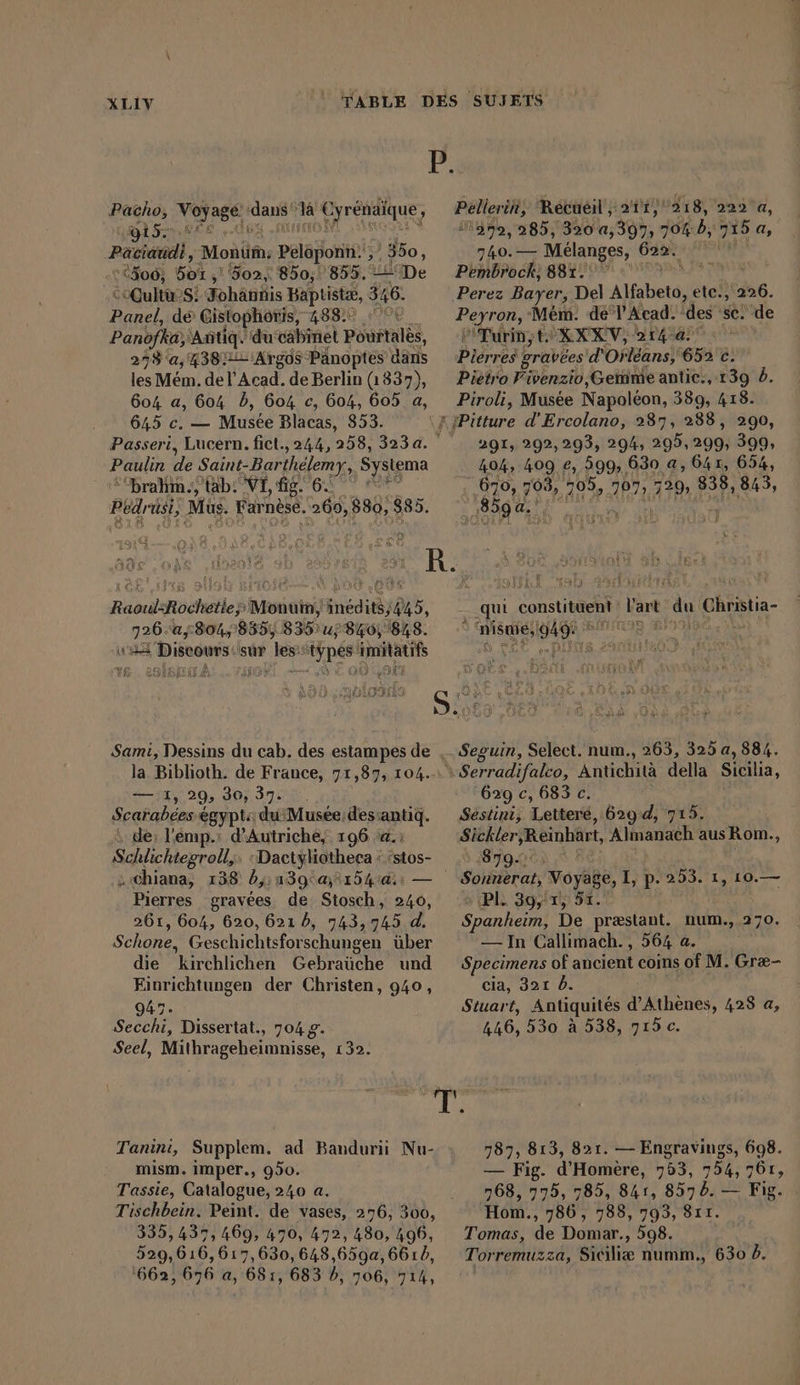 XLIV
TABLE DES SUJETS
P.
Pacho, Voyage dans la Cyrénaïque,
915.
Paciaudi, Monum. Peloponn., 350,
500, 501, 502, 850, 855. — De
Cultu S. Johannis Baptistæ, 346.
Panel, de Cistophoris, 488.
Panofka, Antiq. du cabinet Pourtalès,
278 a, 438. — Argos Panoptes dans
les Mém. de l'Acad. de Berlin (1837),
604 a, 604 b, 604 c, 604, 605 a,
645 c. — Musée Blacas, 853.
Passeri, Lucern. fict., 244, 258, 323 a.
Paulin de Saint-Barthélemy, Systema
brahm., tab. VI, fig. 6.
Pedrusi, Mus. Farnèse. 260, 880, 885.
Pellerin, Recueil, 211, 218, 222 a,
272, 285, 320 a, 397, 704 b, 715 a,
740. — Mélanges, 622.
Pembrock, 881.
Perez Bayer, Del Alfabeto, etc., 226.
Peyron, Mém. de l'Acad. des sc. de
Turin, t. XXXV, 214 a.
Pierres gravées d'Orléans, 652 c.
Pietro Vivenzio, Gemme antic., 139 b.
Piroli, Musée Napoléon, 389, 418.
Pitture d'Ercolano, 287, 288, 290,
291, 292, 293, 294, 295, 299, 399,
404, 409 e, 599, 630 a, 641, 654,
670, 703, 705, 707, 729, 838, 843,
859 a.
R.
Raoul-Rochette, Monum, inédits, 445,
726 a, 804, 835, 835 u, 840, 848.
— Discours sur les types imitatifs
qui constituent l'art du Christia-
nisme, 949.
S.
Sami, Dessins du cab. des estampes de
la Biblioth. de France, 71, 87, 104.
— 1, 29, 30, 37.
Scarabées égypt. du Musée des antiq.
de l'emp. d'Autriche, 196 a.
Schlichtegroll, Dactyliotheca stos-
chiana, 138 b, 139 a, 154 a. —
Pierres gravées de Stosch, 240,
261, 604, 620, 621 b, 743, 745 d.
Schone, Geschichtsforschungen über
die kirchlichen Gebraüche und
Einrichtungen der Christen, 940,
947.
Secchi, Dissertat., 704 g.
Seel, Mithrageheimnisse, 132.
Seguin, Select. num., 263, 325 a, 884.
Serradifalco, Antichità della Sicilia,
629 c, 683 c.
Sestini, Letteré, 629 d, 715.
Sickler, Reinhart, Almanach aus Rom.,
879.
Sonnerat, Voyage, I, p. 253. 1, 10.—
Pl. 39, 1, 51.
Spanheim, De præstant. num., 270.
— In Callimach., 564 a.
Specimens of ancient coins of M. Græ-
cia, 321 b.
Stuart, Antiquités d'Athènes, 428 a,
446, 530 à 538, 715 c.
T.
Tanini, Supplem. ad Bandurii Nu-
mism. imper., 950.
Tassie, Catalogue, 240 a.
Tischbein. Peint. de vases, 276, 300,
335, 437, 469, 470, 472, 480, 496,
529, 616, 617, 630, 648, 659a, 661b,
662, 676 a, 681, 683 b, 706, 714,
787, 813, 821. — Engravings, 698.
— Fig. d'Homère, 753, 754, 761,
768, 775, 785, 841, 857 b. — Fig.
Hom., 786, 788, 793, 811.
Tomas, de Domar., 598.
Torremuzza, Siciliæ numm., 630 b.